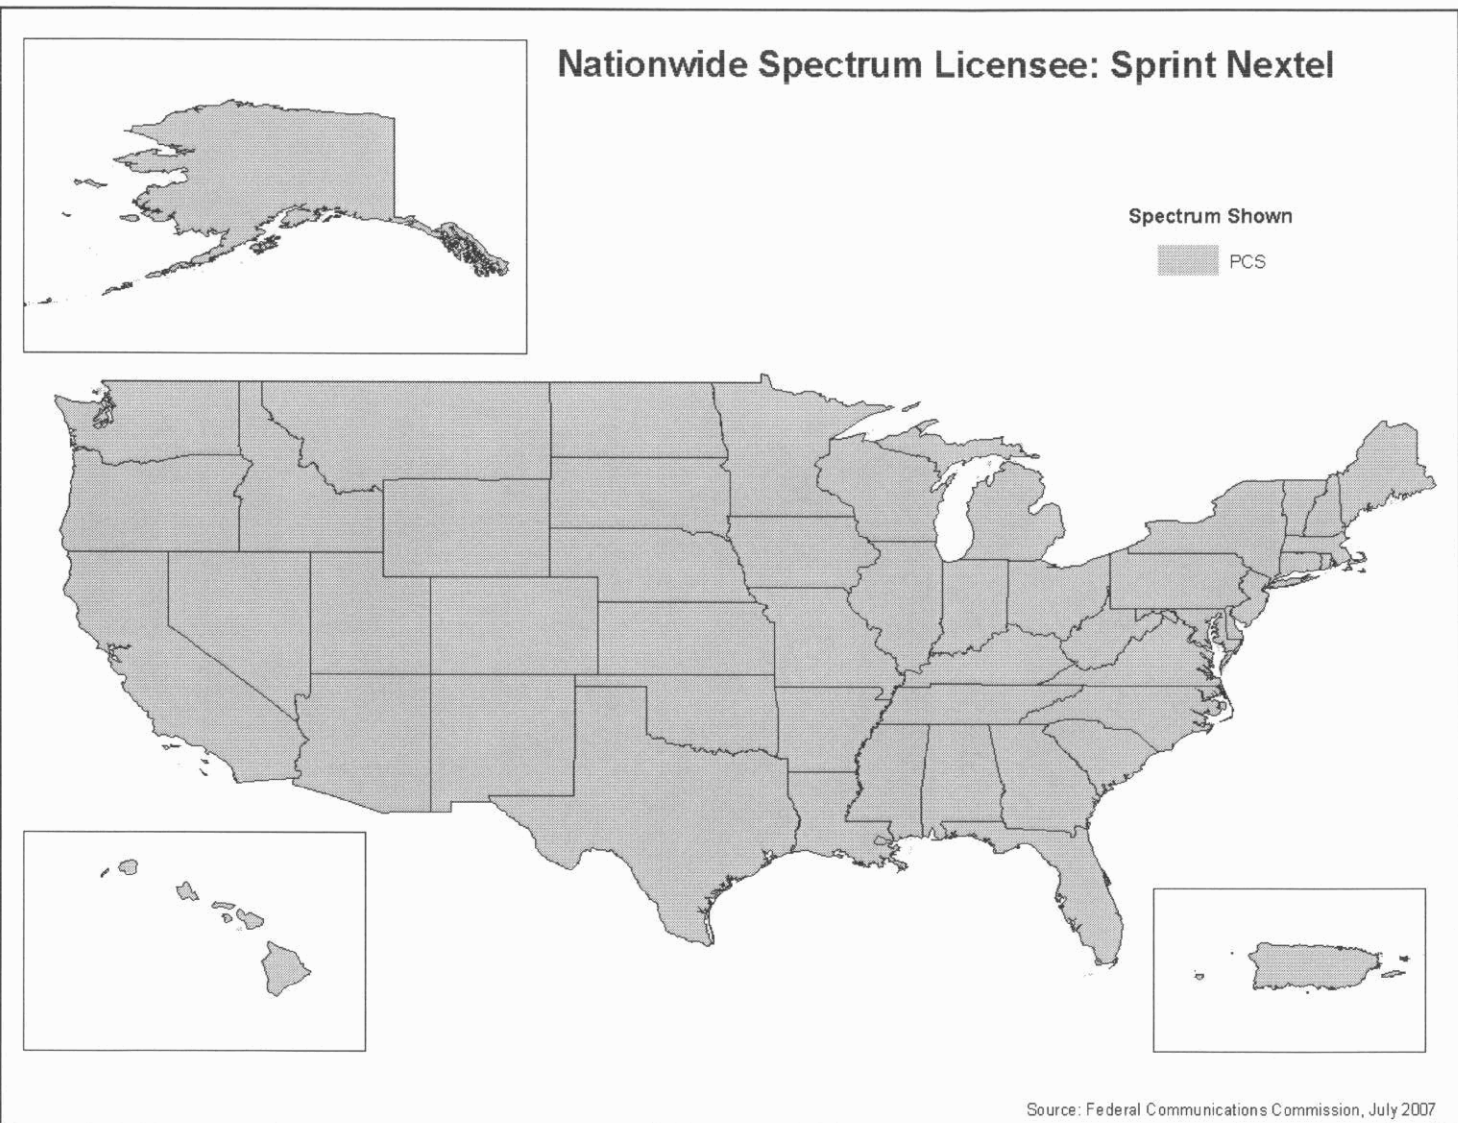 Nationwide Spectrum Licensee: Sprint Nextel
Spectrum Shown
PCS
Source: Federal Communications Commission, July 2007